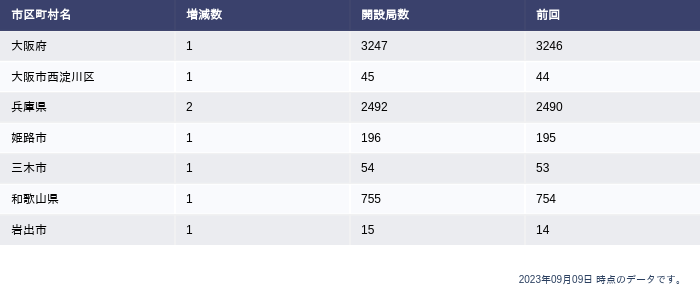 市区町村名 増減数 開設局数 前回
大阪府 1 3247 3246
大阪市西淀川区 1 45 44
兵庫県 2 2492 2490
姫路市 1 196 195
三木市 1 54 53
和歌山県 1 755 754
岩出市 1 15 14
2023年09月09日 時点のデータです。